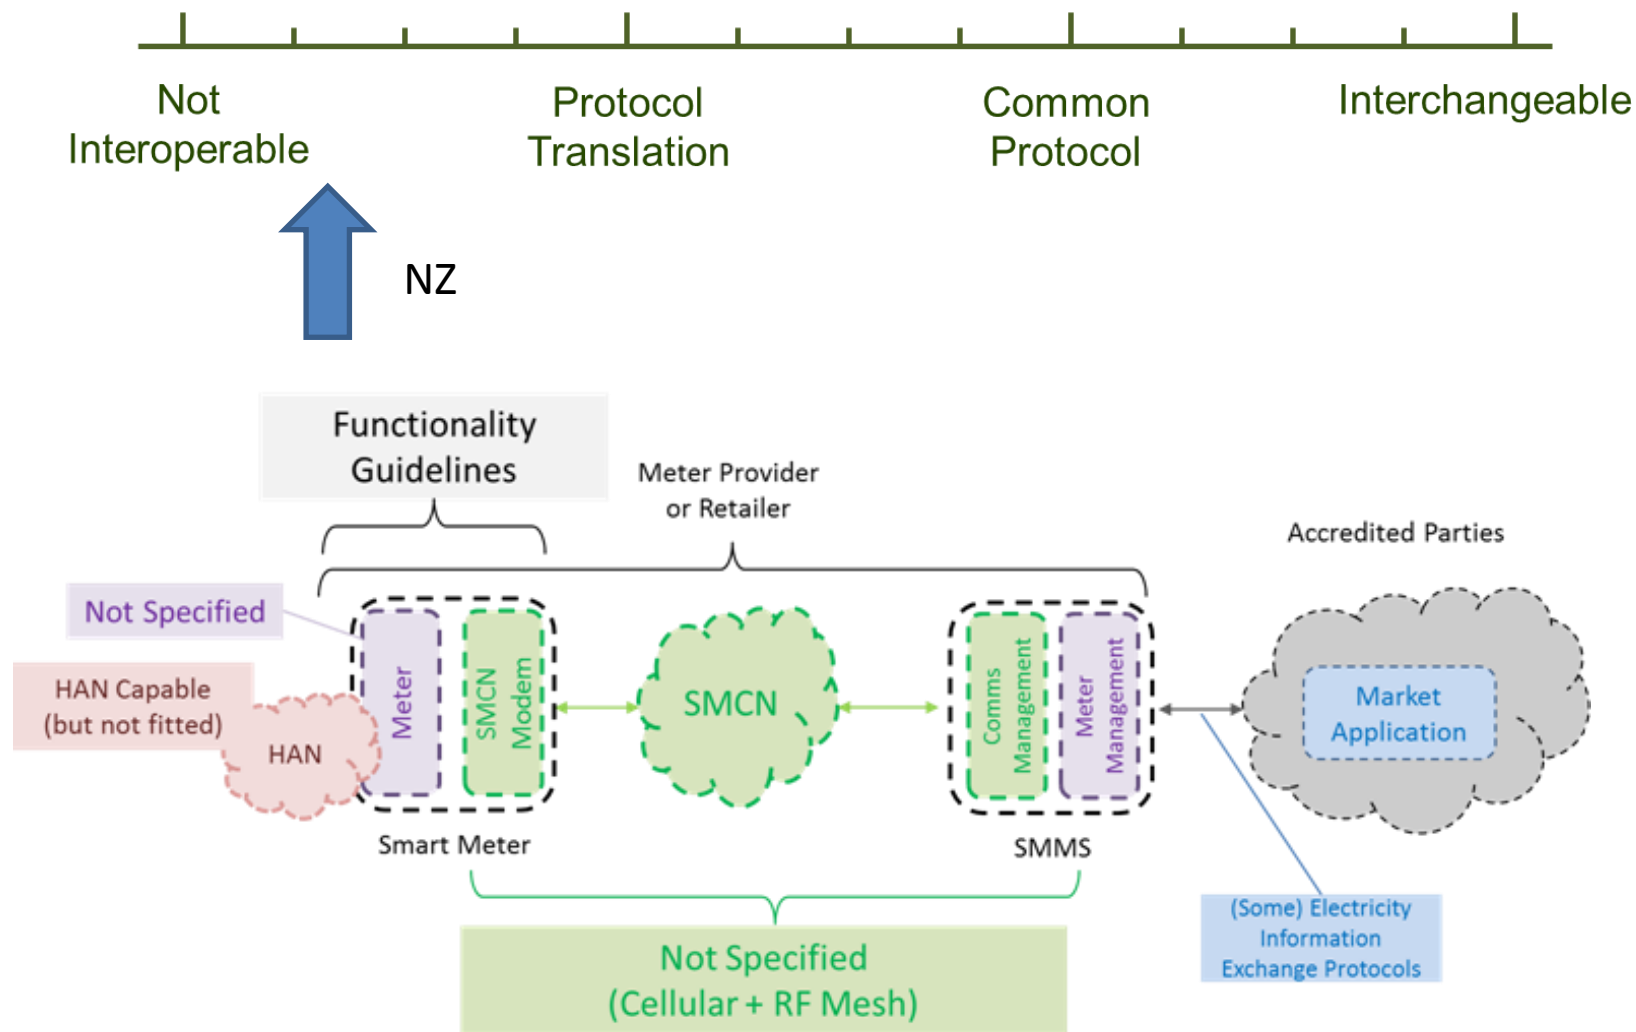 Not
Interoperable
Protocol
Translation
Common
Protocol
Interchangeable
NZ
Functionality
Guidelines
Meter Provider
or Retailer
Accredited Parties
Not Specified
HAN Capable
(but not fitted)
HAN
Meter
SMCN
Modem
SMCN
Comms
Management
Meter
Management
Market
Application
Smart Meter
SMMS
(Some) Electricity
Information
Exchange Protocols
Not Specified
(Cellular + RF Mesh)